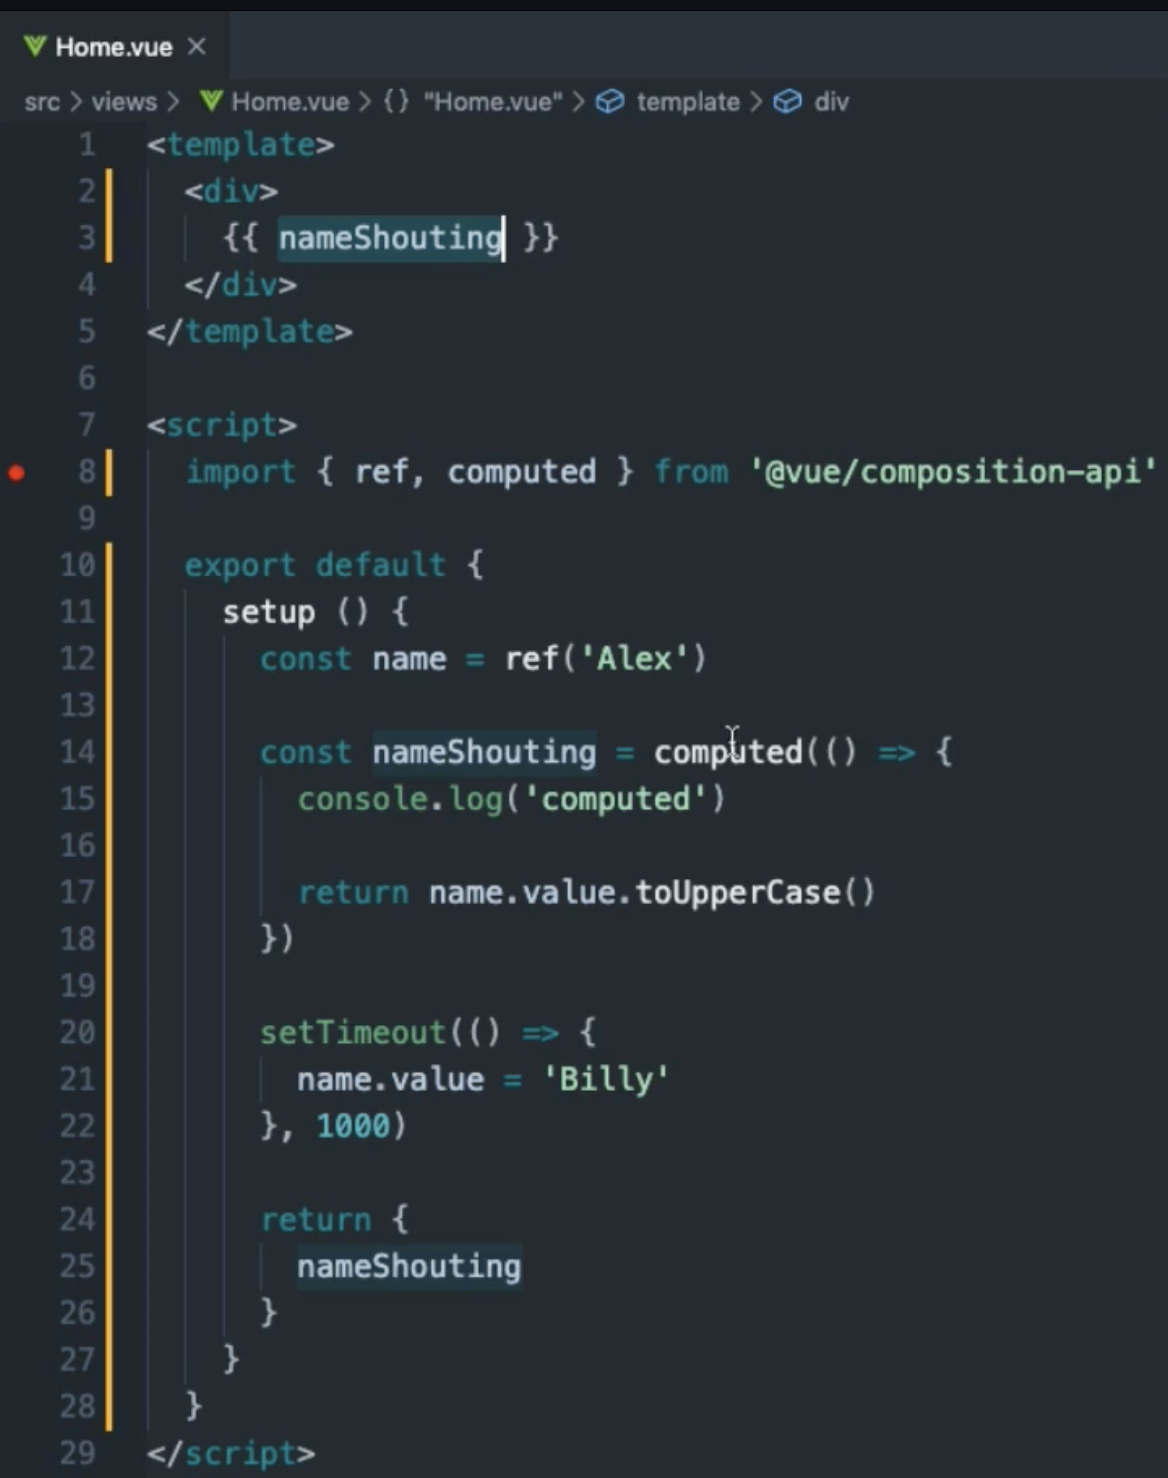 Home.vue ×
src > views > Home.vue > {} "Home.vue" > template > div
1 <template>
2 <div>
3 {{ nameShouting }}
4 </div>
5 </template>
6
7 <script>
8 import { ref, computed } from '@vue/composition-api'
9
10 export default {
11 setup () {
12 const name = ref('Alex')
13
14 const nameShouting = computed(() => {
15 console.log('computed')
16
17 return name.value.toUpperCase()
18 })
19
20 setTimeout(() => {
21 name.value = 'Billy'
22 }, 1000)
23
24 return {
25 nameShouting
26 }
27 }
28 }
29 </script>